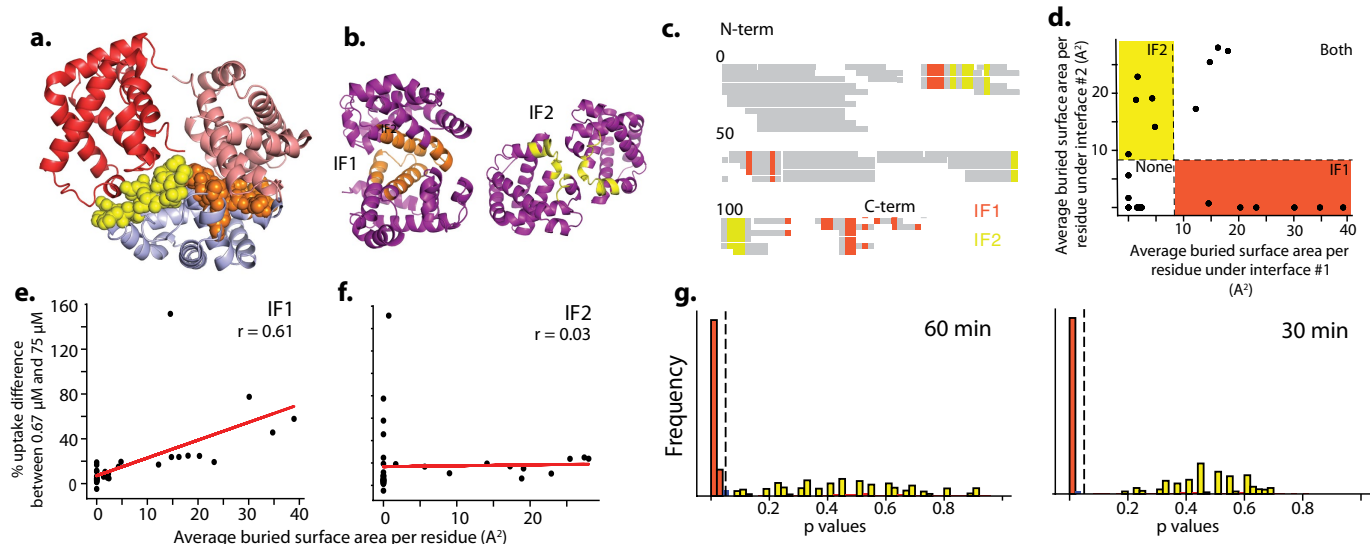 a.
b.
IF2
IF1
IF2
c.
N-term
0
50
100
C-term
IF1
IF2
d.
Average buried surface area per
residue under interface #2 (A²)
20
10
0
IF2
Both
None
IF1
0
10
20
30
40
Average buried surface area per
residue under interface #1
(A²)
e.
% uptake difference
between 0.67 µM and 75 µM
160
120
80
40
0
IF1
r = 0.61
0
10
20
30
40
f.
IF2
r = 0.03
0
10
20
Average buried surface area per residue (A²)
g.
Frequency
60 min
0.2
0.4
0.6
0.8
p values
30 min
0.2
0.4
0.6
0.8
p values